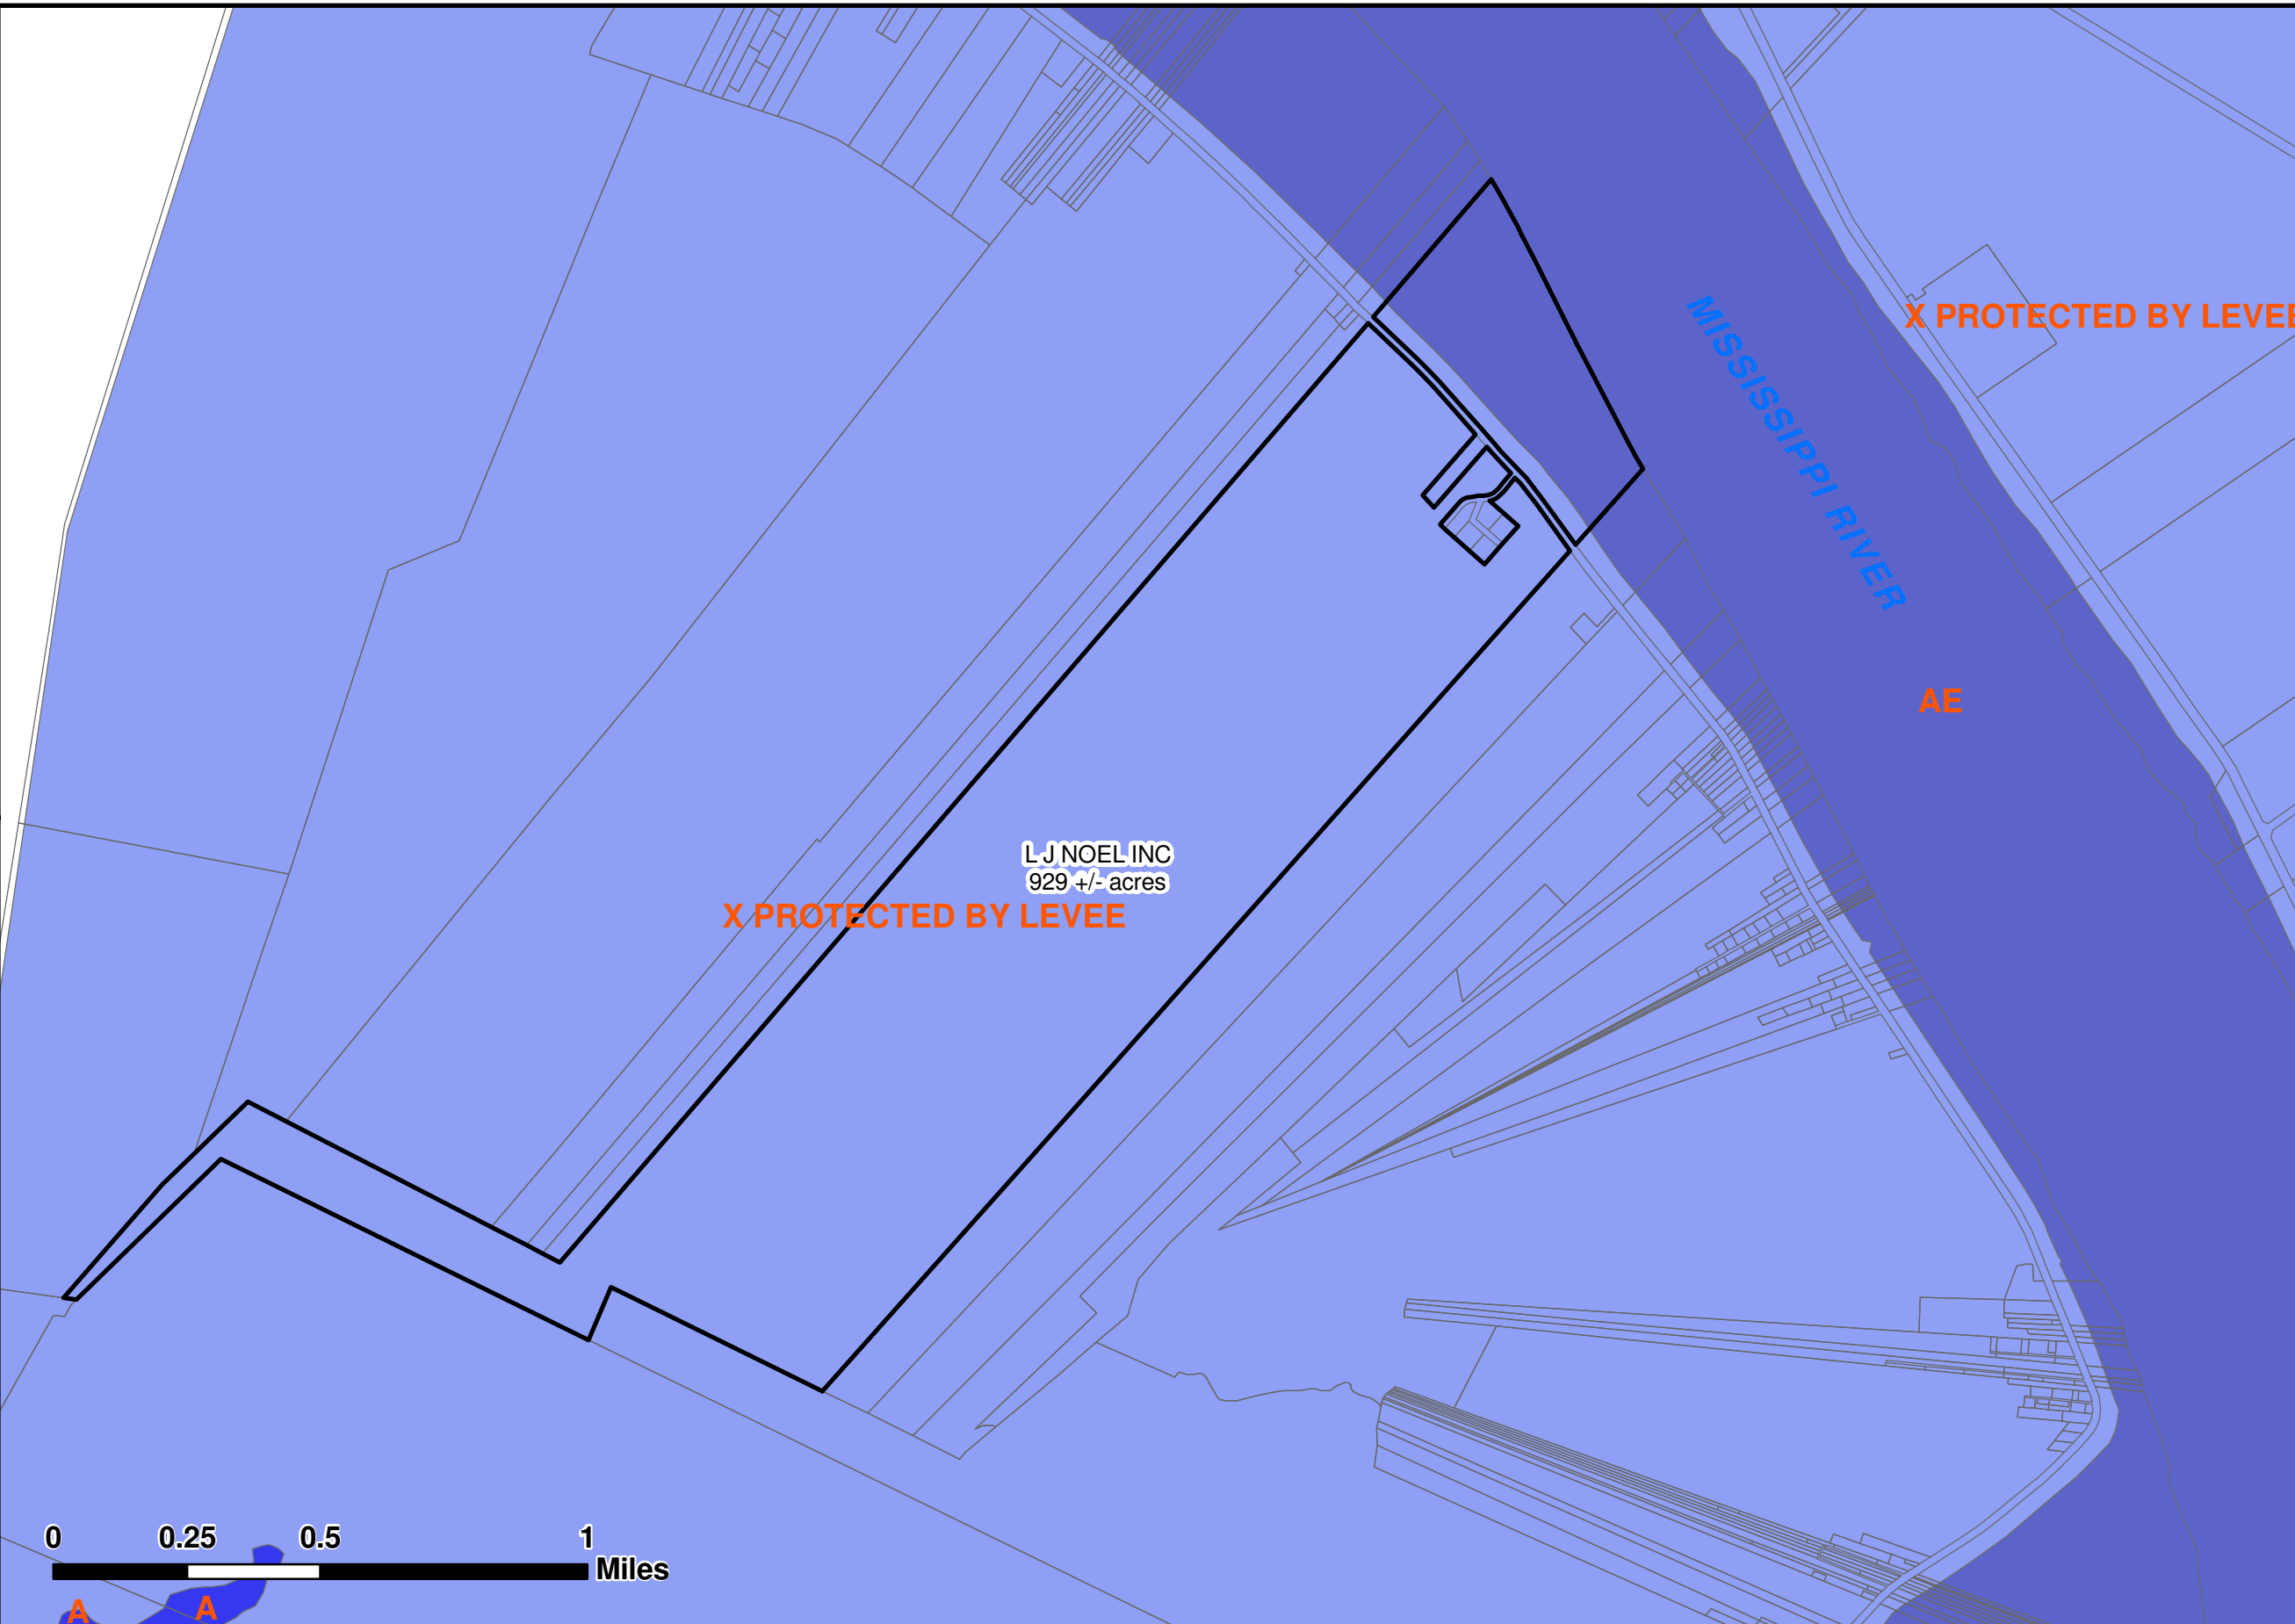 X PROTECTED BY LEVEE
MISSISSIPPI RIVER
AE
L J NOEL INC
929 +/- acres
X PROTECTED BY LEVEE
0 0.25 0.5 1
Miles
A A